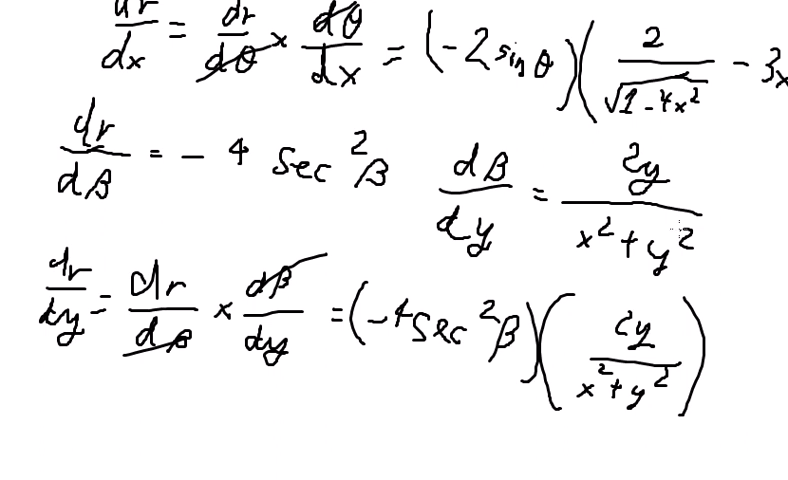 dr/dx = dr/dθ × dθ/dx = (-2 sin θ)(2/√1-4x² - 3x
dr/dβ = - 4 sec²β dβ/dy = 2y/x²+y²
dr/dy = dr/dβ × dβ/dy = (-4 sec²β)(2y/x²+y²)